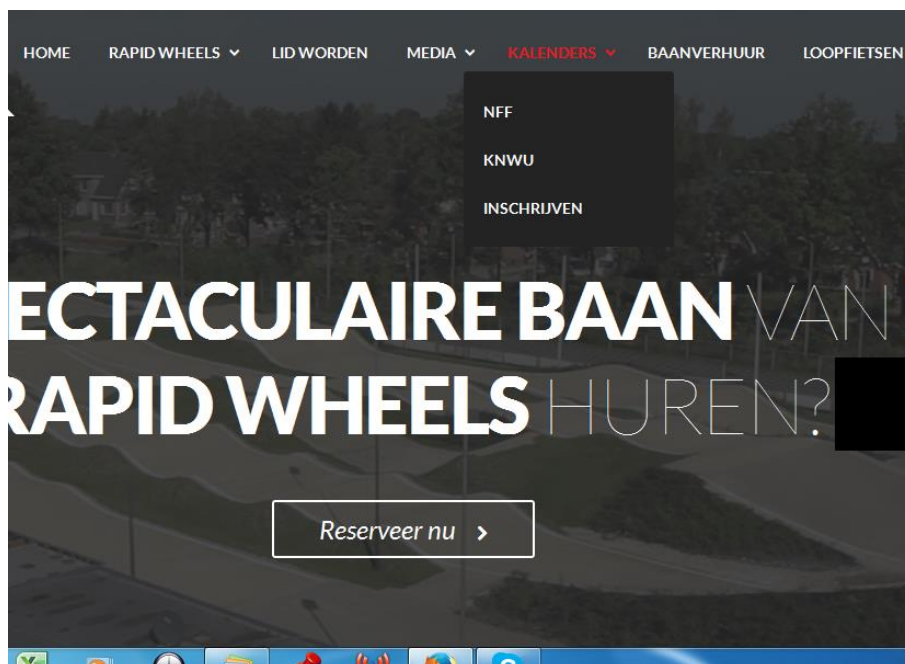 HOME RAPID WHEELS LID WORDEN MEDIA KALENDERS BAANVERHUUR LOOPFIETSEN
NFF
KNWU
INSCHRIJVEN
ECTACULAIRE BAAN VAN
RAPID WHEELS HUREN?
Reserveer nu